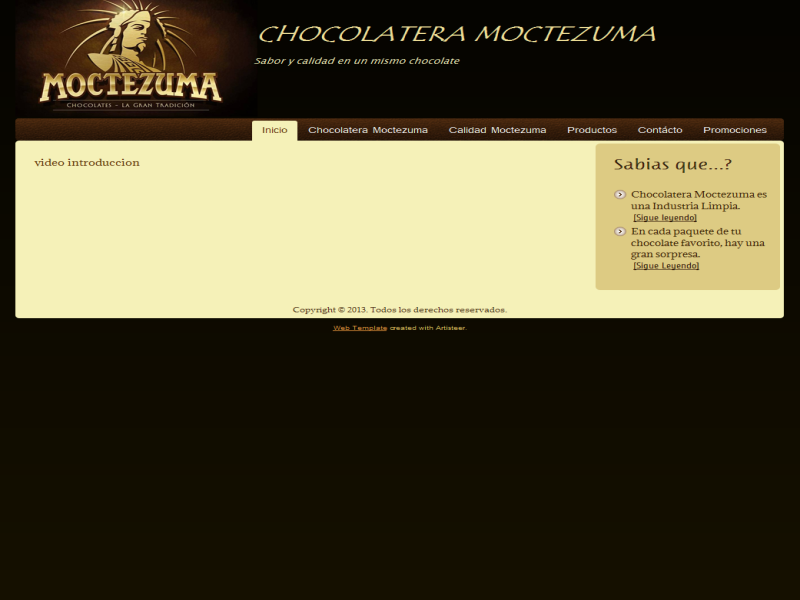 CHOCOLATERA MOCTEZUMA
Sabor y calidad en un mismo chocolate
MOCTEZUMA
CHOCOLATES - LA GRAN TRADICIÓN
Inicio Chocolatera Moctezuma Calidad Moctezuma Productos Contácto Promociones
video introduccion
Sabias que...?
Chocolatera Moctezuma es
una Industria Limpia.
[Sigue leyendo]
En cada paquete de tu
chocolate favorito, hay una
gran sorpresa.
[Sigue Leyendo]
Copyright © 2013. Todos los derechos reservados.
Web Template created with Artisteer.